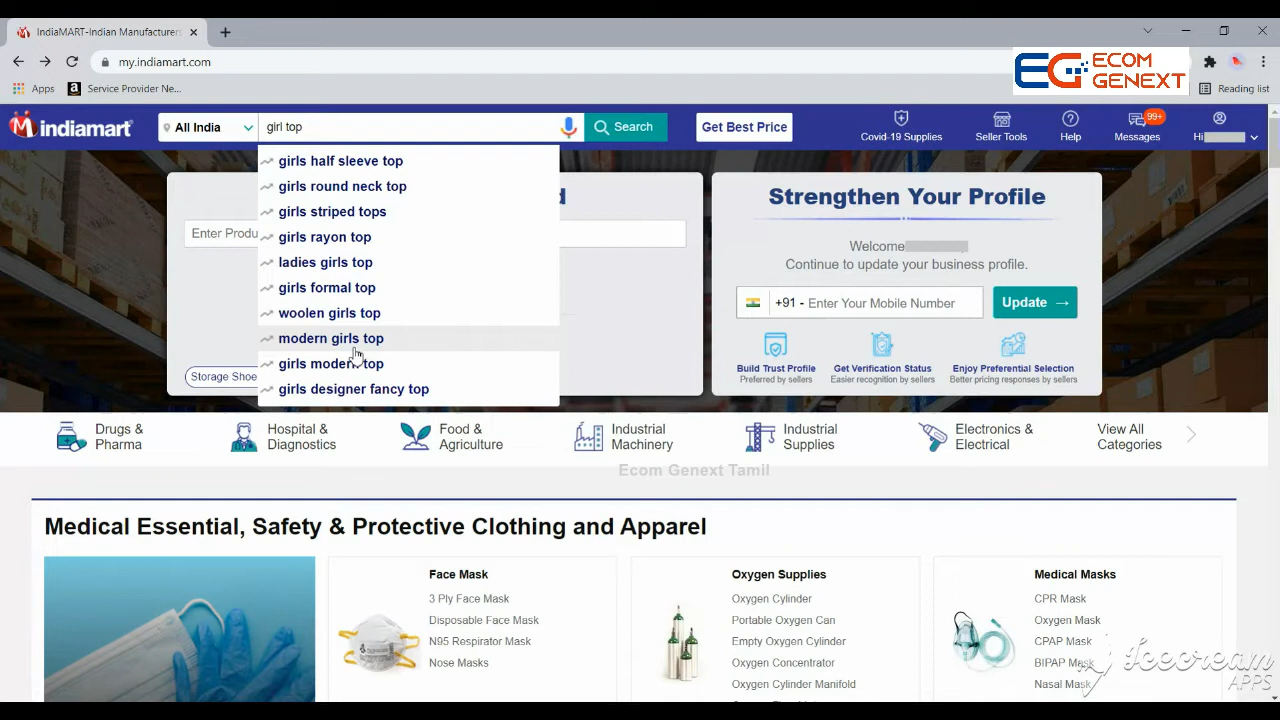 IndiaMART-Indian Manufacturers
my.indiamart.com
ECOM
GENEXT
Apps
Service Provider Ne...
Reading list
indiamart
All India
girl top
Search
Get Best Price
Covid-19 Supplies
Seller Tools
Help
99+
Messages
Hi
girls half sleeve top
girls round neck top
girls striped tops
girls rayon top
ladies girls top
girls formal top
woolen girls top
modern girls top
girls modern top
girls designer fancy top
Enter Produ
Storage Shoe
Strengthen Your Profile
Welcome
Continue to update your business profile.
+91 - Enter Your Mobile Number
Update →
Build Trust Profile
Preferred by sellers
Get Verification Status
Easier recognition by sellers
Enjoy Preferential Selection
Better pricing responses by sellers
Drugs &
Pharma
Hospital &
Diagnostics
Food &
Agriculture
Industrial
Machinery
Industrial
Supplies
Electronics &
Electrical
View All
Categories
Ecom Genext Tamil
Medical Essential, Safety & Protective Clothing and Apparel
Face Mask
3 Ply Face Mask
Disposable Face Mask
N95 Respirator Mask
Nose Masks
Oxygen Supplies
Oxygen Cylinder
Portable Oxygen Can
Empty Oxygen Cylinder
Oxygen Concentrator
Oxygen Cylinder Manifold
Medical Masks
CPR Mask
Oxygen Mask
CPAP Mask
BIPAP Mask
Nasal Mask
Icecream
APPS